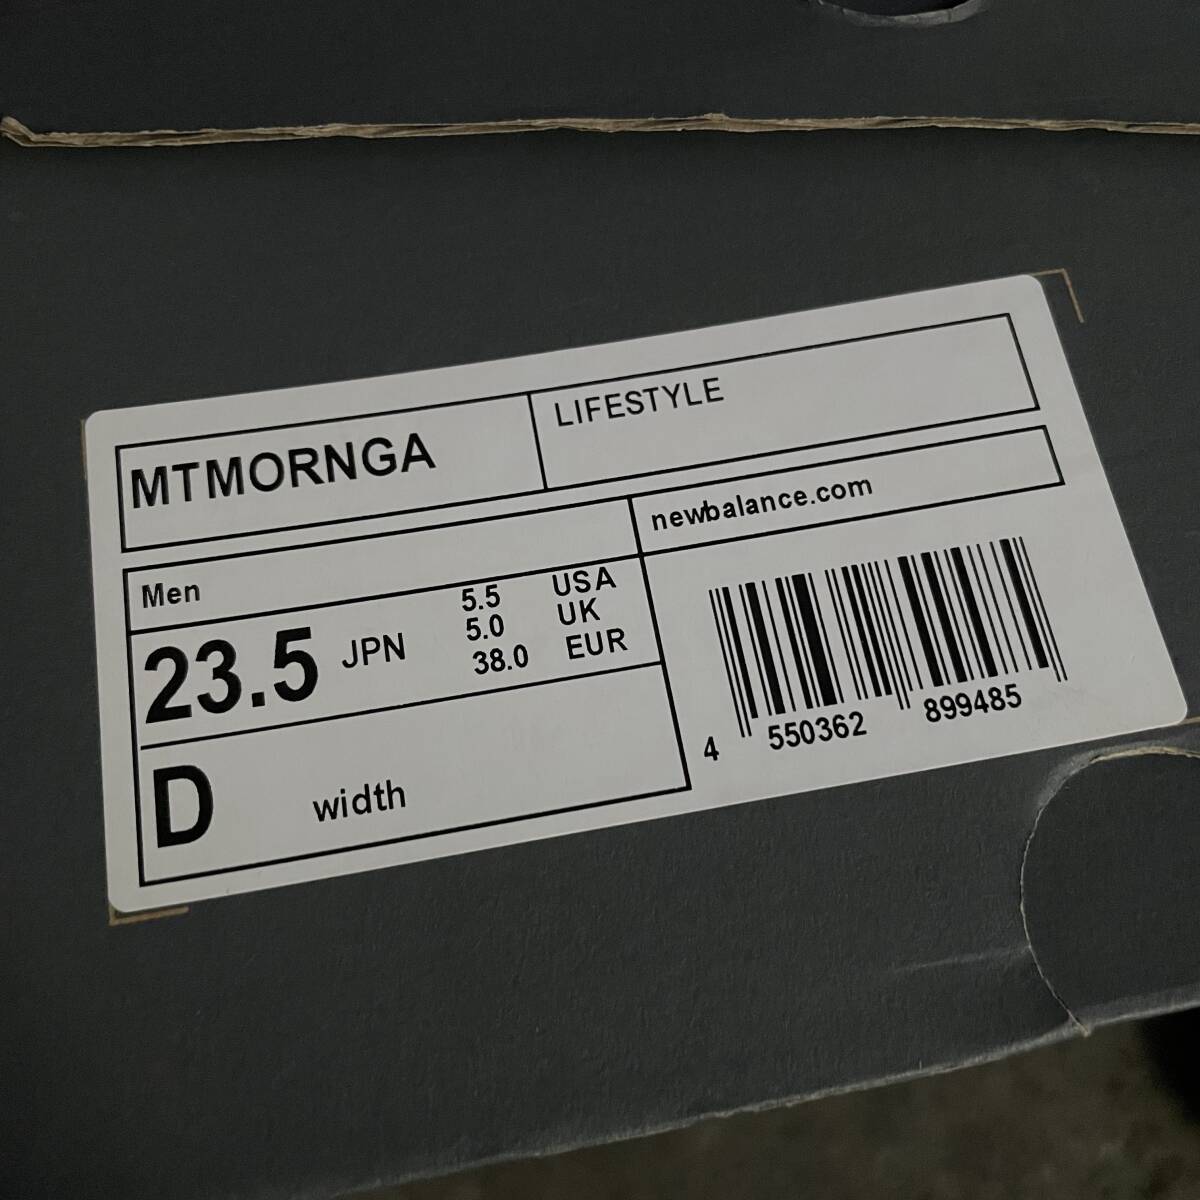 MTMORNGA
LIFESTYLE
newbalance.com
Men
23.5 JPN
5.5 USA
5.0 UK
38.0 EUR
D width
4 550362 899485